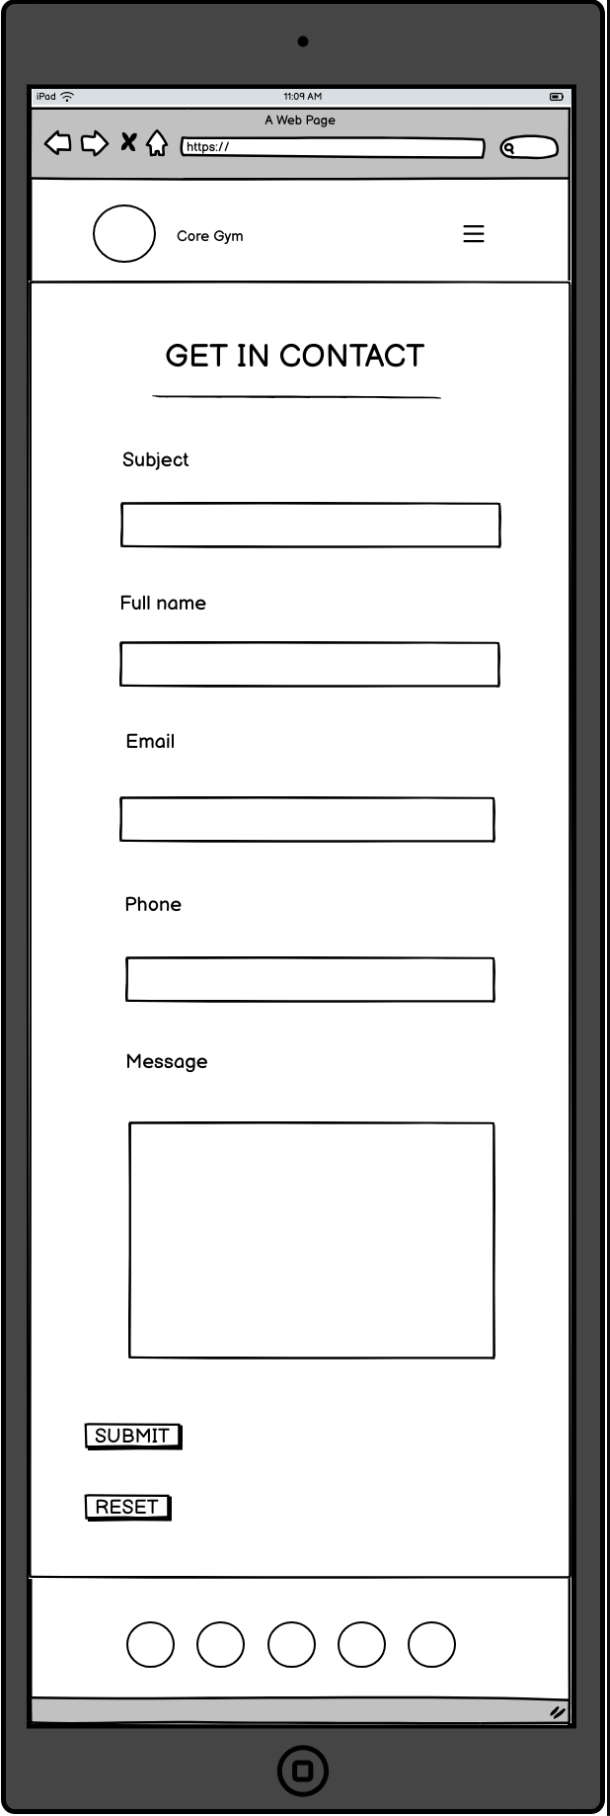 iPad 11:09 AM
A Web Page
https://
Core Gym
GET IN CONTACT
Subject
Full name
Email
Phone
Message
SUBMIT
RESET